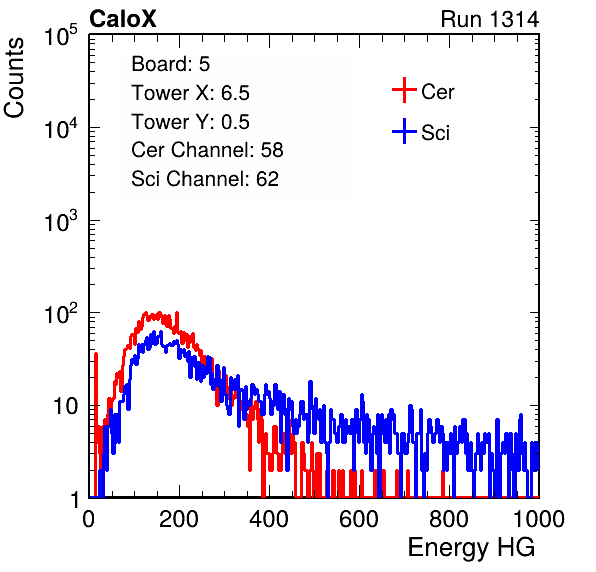 CaloX Run 1314
Counts
Board: 5
Tower X: 6.5
Tower Y: 0.5
Cer Channel: 58
Sci Channel: 62
Cer
Sci
10^5
10^4
10^3
10^2
10
1
0 200 400 600 800 1000
Energy HG